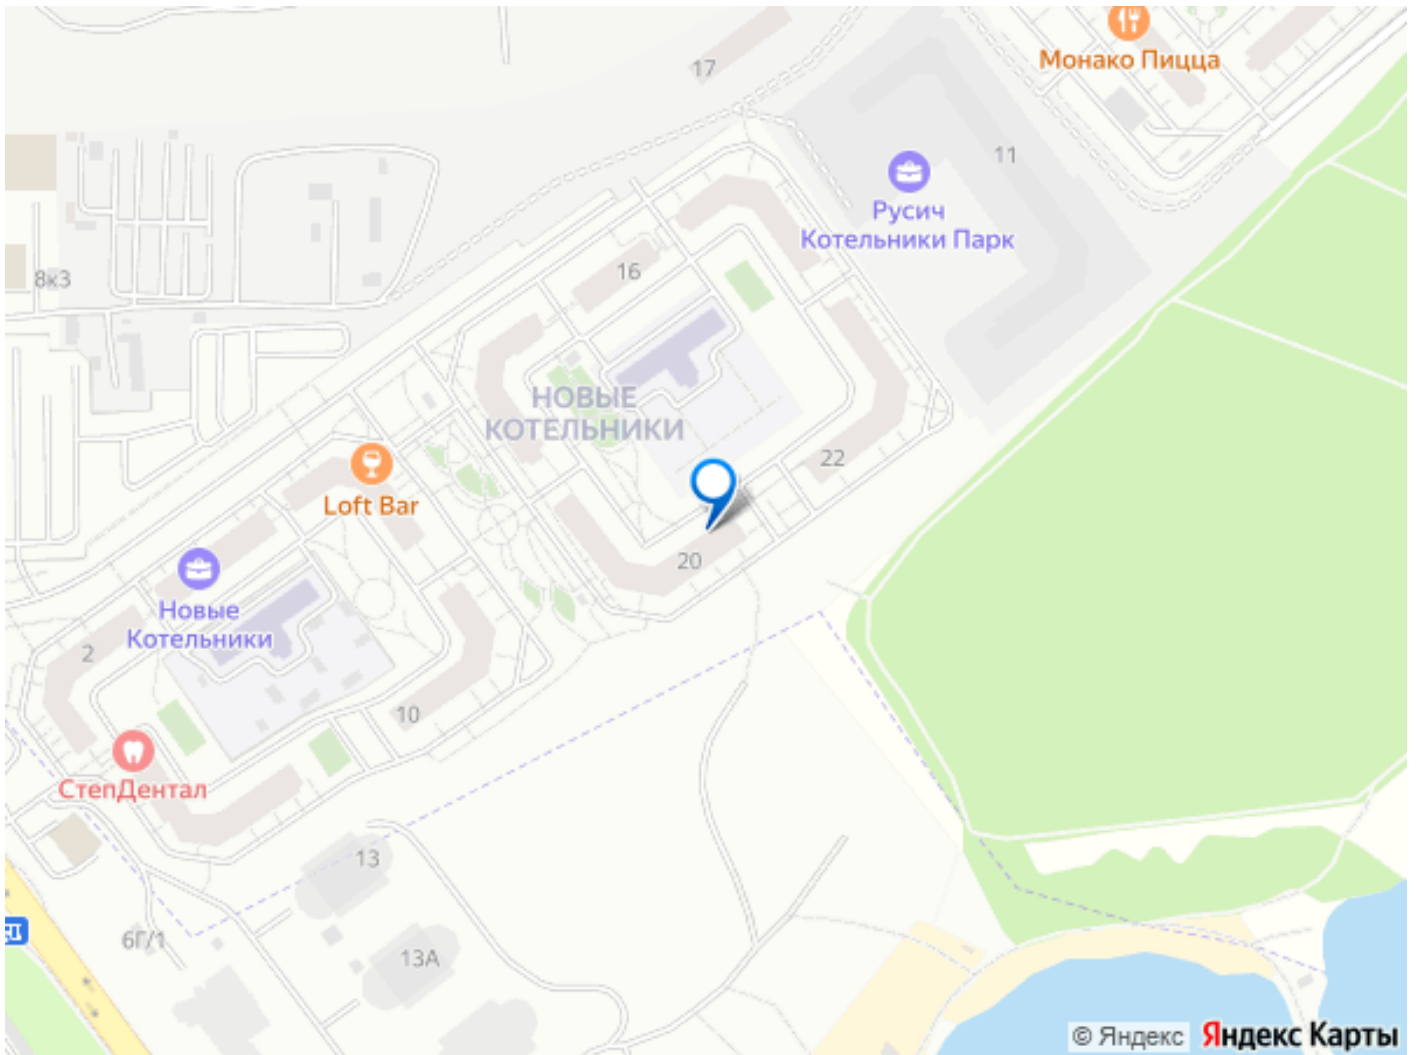 Монако Пицца
17
11
Русич
Котельники Парк
16
8к3
НОВЫЕ
КОТЕЛЬНИКИ
22
Loft Bar
20
Новые
Котельники
2
10
СтепДентал
13
6Г/1
13А
© Яндекс Яндекс Карты